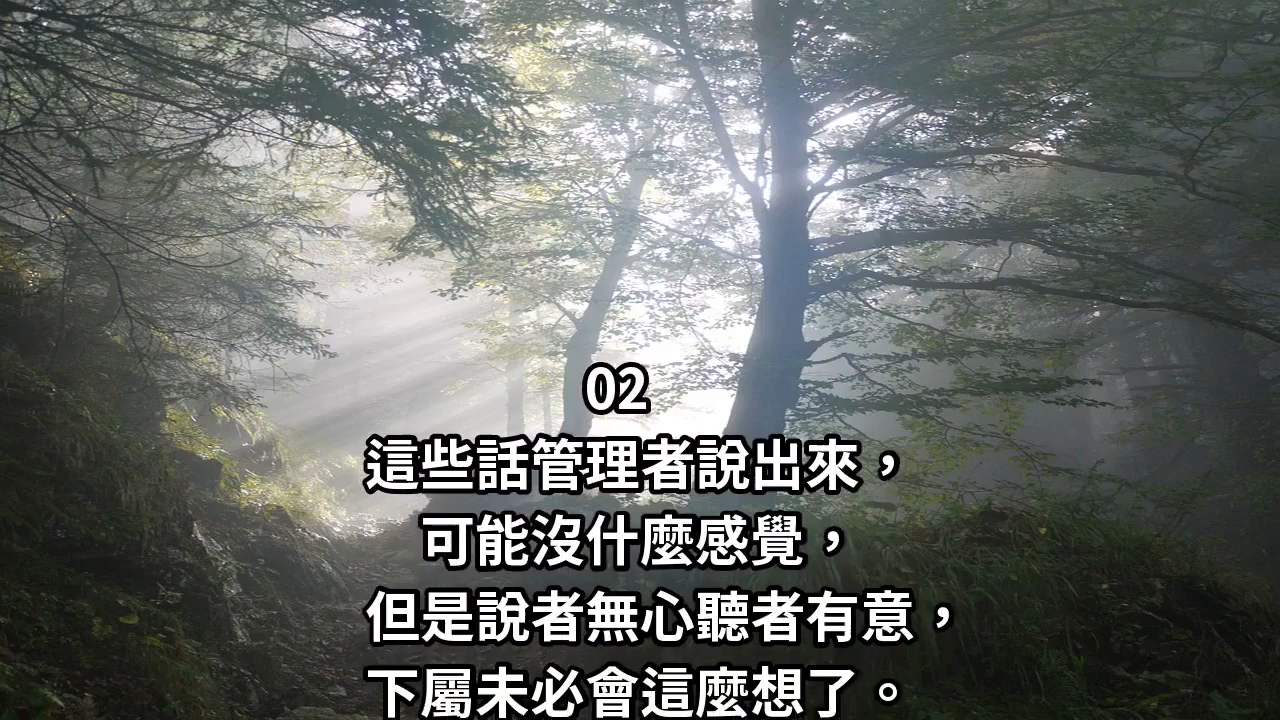 02
這些話管理者說出來，
可能沒什麼感覺，
但是說者無心聽者有意，
下屬未必會這麼想了。